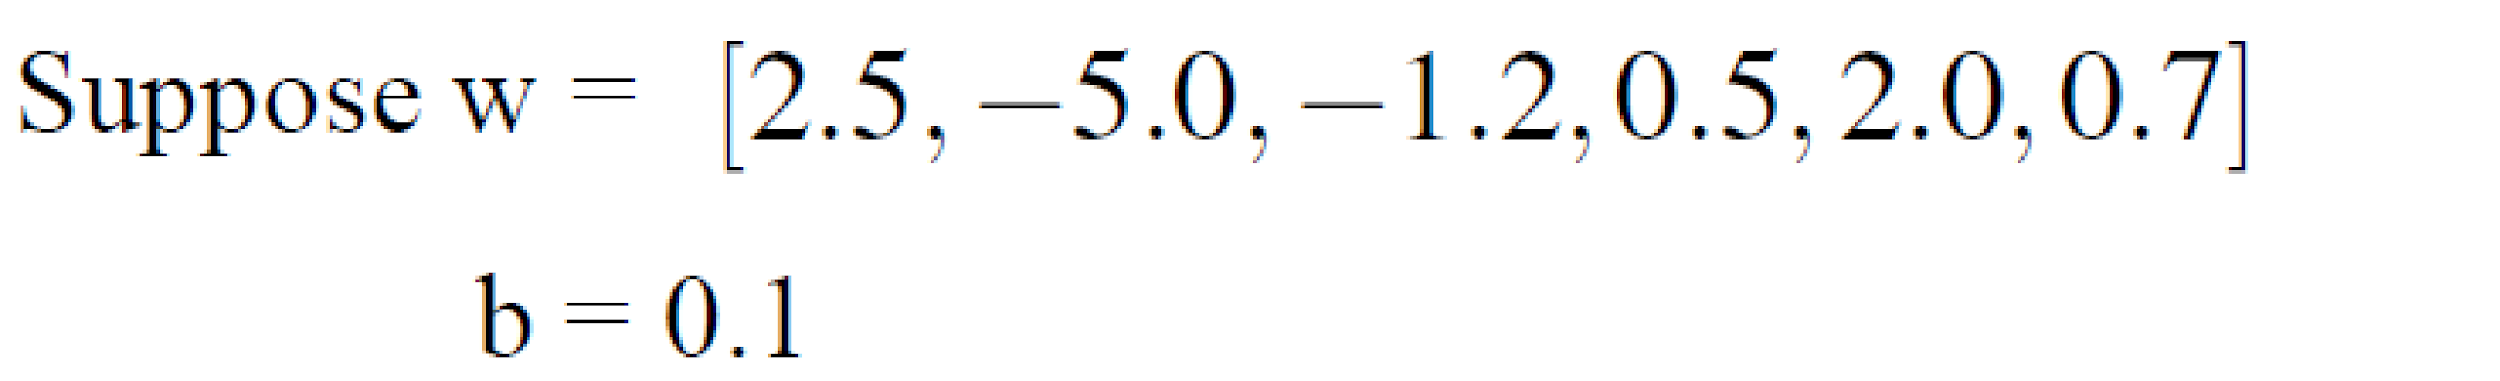 Suppose w = [2.5, −5.0, −1.2, 0.5, 2.0, 0.7]
b = 0.1